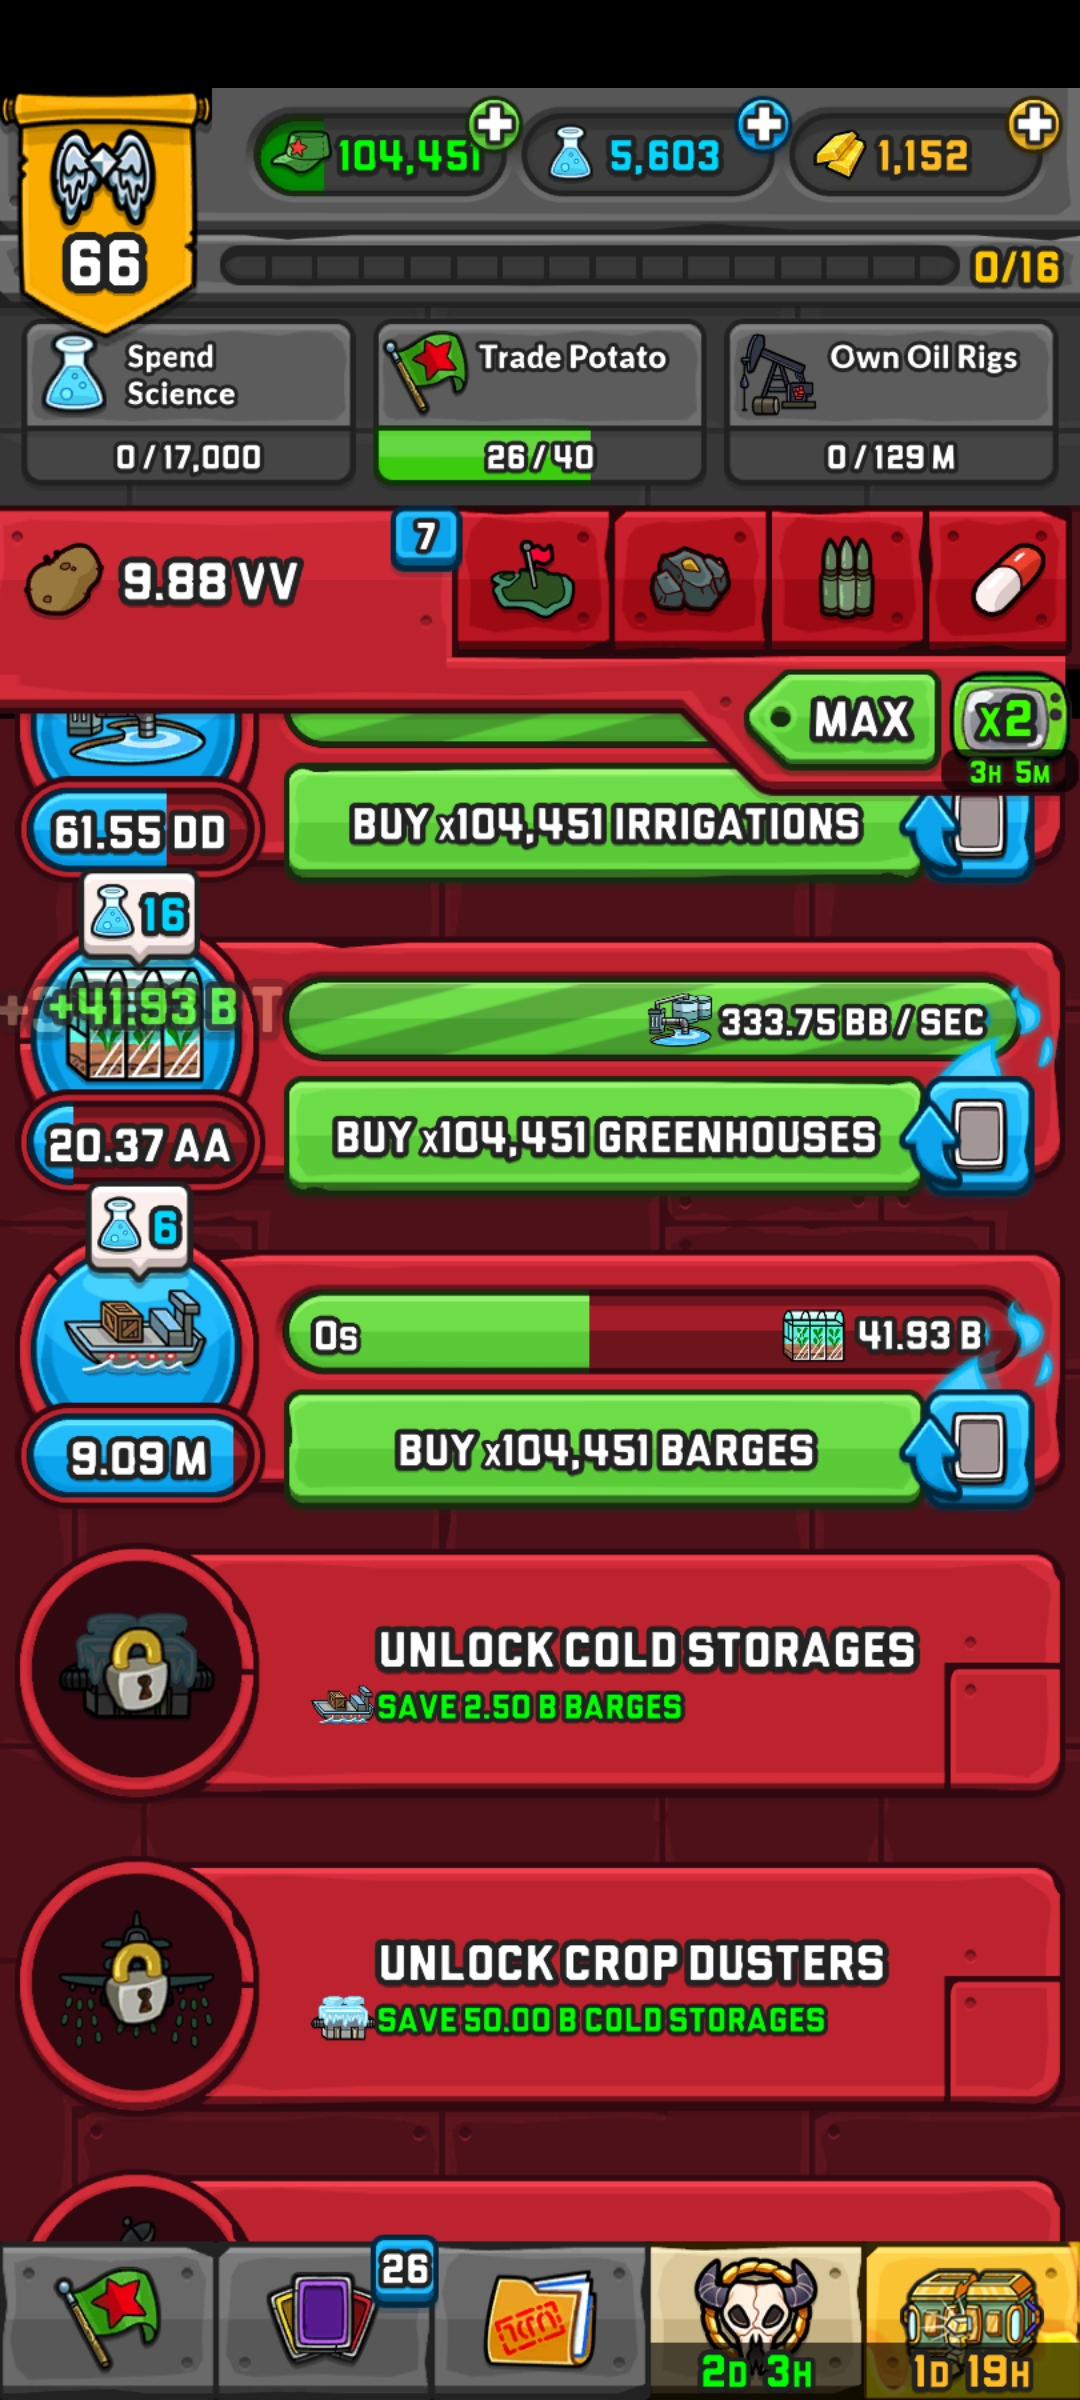 104,451
5,603
1,152
66
0/16
Spend
Science
0/17,000
Trade Potato
26/40
Own Oil Rigs
0/129 M
9.88 VV
7
MAX
x2
3H 5M
61.55 DD
BUY x104,451 IRRIGATIONS
16
+41.93 B
333.75 BB / SEC
20.37 AA
BUY x104,451 GREENHOUSES
6
0s
41.93 B
9.09 M
BUY x104,451 BARGES
UNLOCK COLD STORAGES
SAVE 2.50 B BARGES
UNLOCK CROP DUSTERS
SAVE 50.00 B COLD STORAGES
26
2D 3H
1D 19H